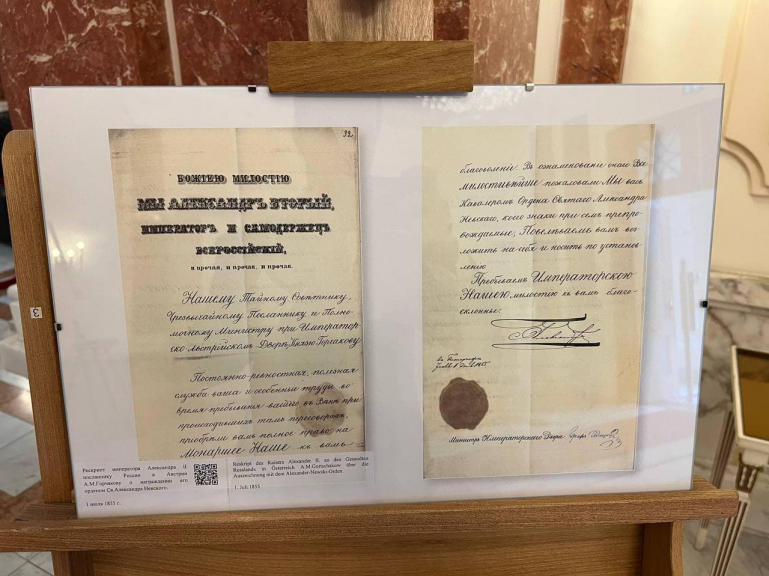 32
БОЖІЕЮ МИЛОСТІЮ
МЫ АЛЕКСАНДРЪ ВТОРЫЙ,
ИМПЕРАТОРЪ И САМОДЕРЖЕЦЪ
ВСЕРОССІЙСКІЙ,
и прочая, и прочая, и прочая.
Нашему Тайному Совѣтнику,
Чрезвычайному Посланнику и Полно-
мочному Министру при Император-
ско-Австрійскомъ Дворѣ, Князю Горчакову.
Постоянно-ревностная, полезная
служба ваша и особенные труды во
время пребыванія вашего въ Вѣнѣ при
происходившихъ тамъ переговорахъ,
пріобрѣли вамъ полное право на
Монаршее Наше къ вамъ
благоволеніе. Въ ознаменованіе онаго Все-
милостивѣйше пожаловали Мы васъ
Кавалеромъ Ордена Святаго Александра
Невскаго, коего знаки при семъ препро-
вождаемые, Повелѣваемъ вамъ воз-
ложить на себя и носить по установ-
ленію.
Пребываемъ Императорскою
Нашею милостію къ вамъ благо-
склонны:
Министръ Императорскаго Двора, Графъ
Рескрипт императора Александра II
посланнику России в Австрии
А.М.Горчакову о награждении его
орденом Св.Александра Невского.
1 июля 1855 г.
Reskript des Kaisers Alexander II. an den Gesandten
Russlands in Österreich A.M.Gortschakow über die
Auszeichnung mit dem Alexander-Newski-Orden.
1. Juli 1855.
3